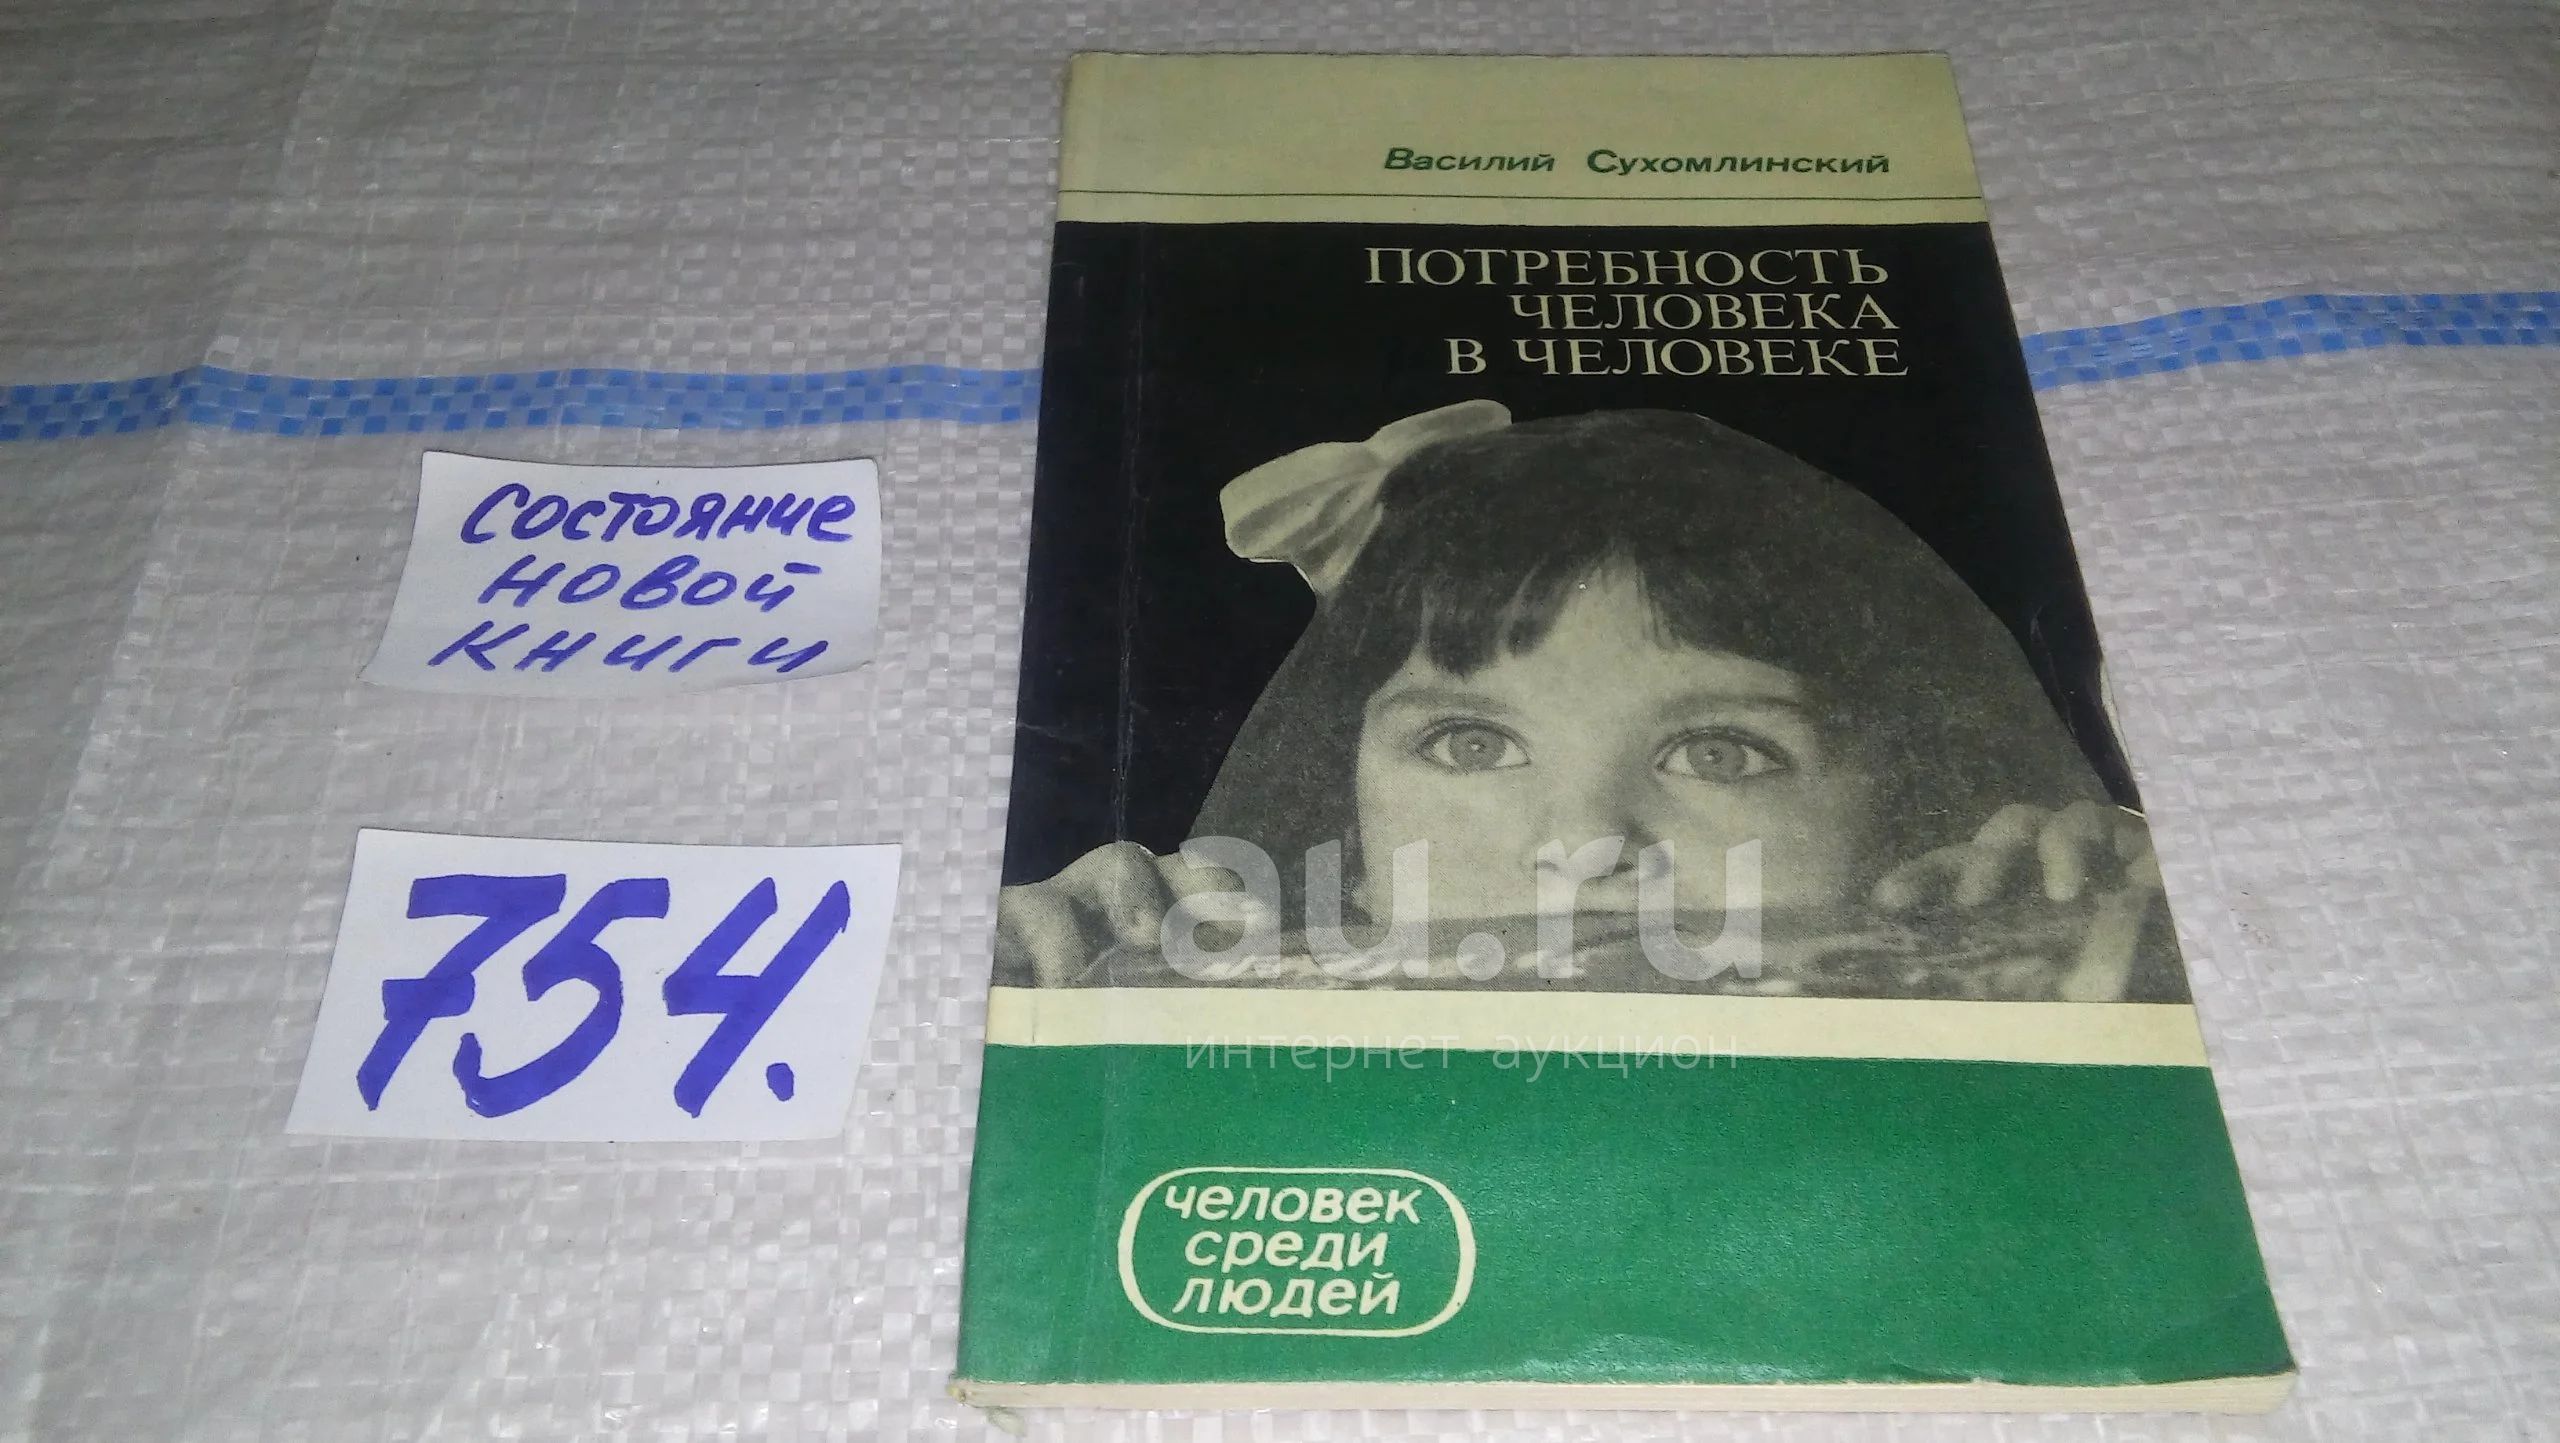 Василий Сухомлинский
ПОТРЕБНОСТЬ
ЧЕЛОВЕКА
В ЧЕЛОВЕКЕ
состояние
новой
книги
754.
au.ru
интернет аукцион
человек
среди
людей